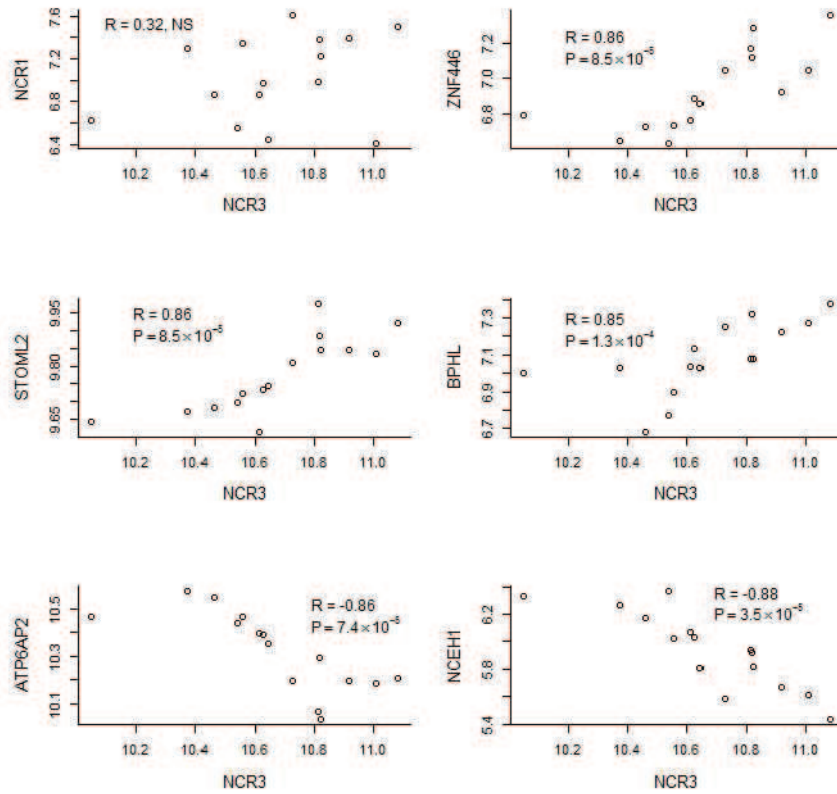 NCR1
7.6
7.2
6.8
6.4
R = 0.32, NS
10.2 10.4 10.6 10.8 11.0
NCR3
ZNF446
7.2
7.0
6.8
R = 0.86
P = 8.5×10⁻⁵
10.2 10.4 10.6 10.8 11.0
NCR3
STOML2
9.95
9.80
9.65
R = 0.86
P = 8.5×10⁻⁵
10.2 10.4 10.6 10.8 11.0
NCR3
BPHL
7.3
7.1
6.9
6.7
R = 0.85
P = 1.3×10⁻⁴
10.2 10.4 10.6 10.8 11.0
NCR3
ATP6AP2
10.5
10.3
10.1
R = -0.86
P = 7.4×10⁻⁵
10.2 10.4 10.6 10.8 11.0
NCR3
NCEH1
6.2
5.8
5.4
R = -0.88
P = 3.5×10⁻⁵
10.2 10.4 10.6 10.8 11.0
NCR3